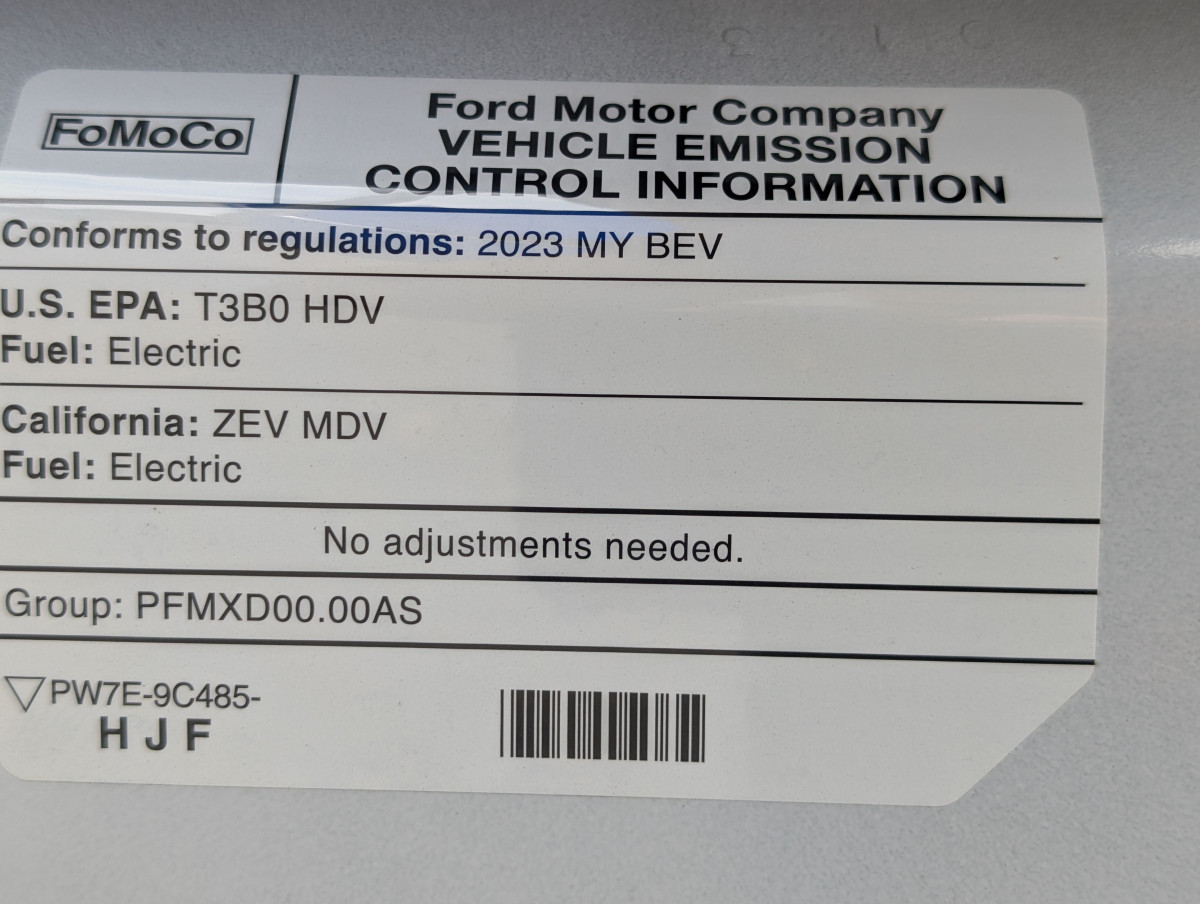 FoMoCo
Ford Motor Company
VEHICLE EMISSION
CONTROL INFORMATION
Conforms to regulations: 2023 MY BEV
U.S. EPA: T3B0 HDV
Fuel: Electric
California: ZEV MDV
Fuel: Electric
No adjustments needed.
Group: PFMXD00.00AS
PW7E-9C485-
H J F